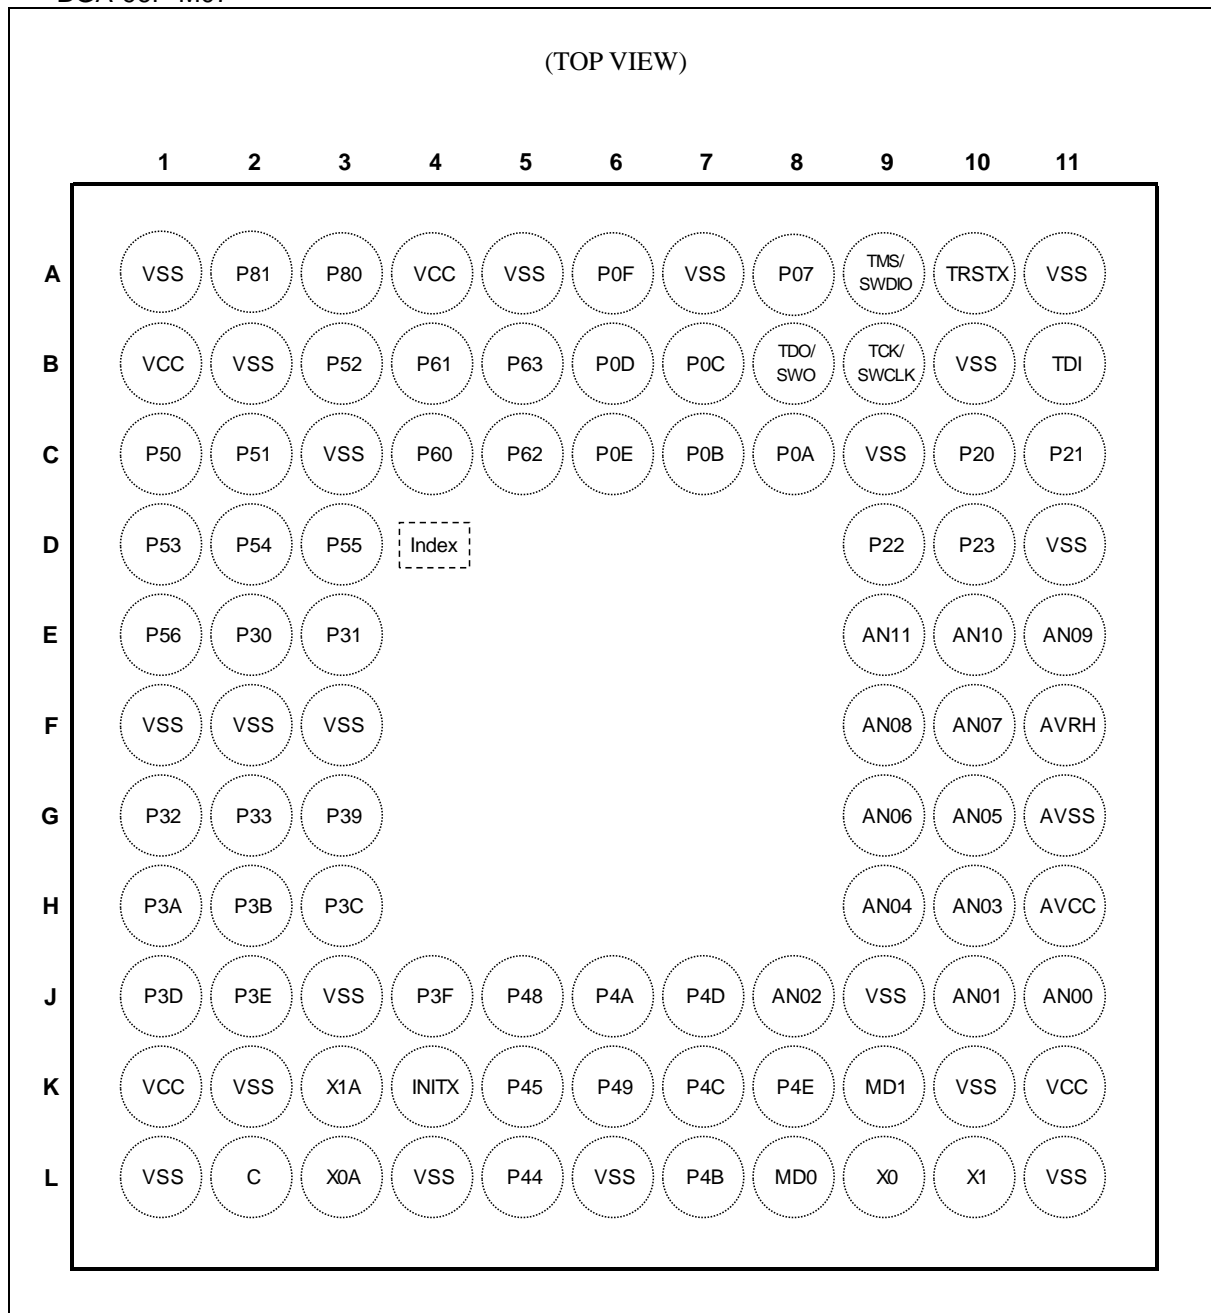 (TOP VIEW)
1 2 3 4 5 6 7 8 9 10 11
A VSS P81 P80 VCC VSS P0F VSS P07 TMS/SWDIO TRSTX VSS
B VCC VSS P52 P61 P63 P0D P0C TDO/SWO TCK/SWCLK VSS TDI
C P50 P51 VSS P60 P62 P0E P0B P0A VSS P20 P21
D P53 P54 P55 Index P22 P23 VSS
E P56 P30 P31 AN11 AN10 AN09
F VSS VSS VSS AN08 AN07 AVRH
G P32 P33 P39 AN06 AN05 AVSS
H P3A P3B P3C AN04 AN03 AVCC
J P3D P3E VSS P3F P48 P4A P4D AN02 VSS AN01 AN00
K VCC VSS X1A INITX P45 P49 P4C P4E MD1 VSS VCC
L VSS C X0A VSS P44 VSS P4B MD0 X0 X1 VSS